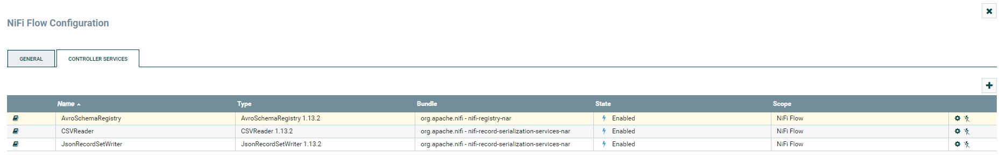 NiFi Flow Configuration
GENERAL CONTROLLER SERVICES
Name Type Bundle State Scope
AvroSchemaRegistry AvroSchemaRegistry 1.13.2 org.apache.nifi - nifi-registry-nar Enabled NiFi Flow
CSVReader CSVReader 1.13.2 org.apache.nifi - nifi-record-serialization-services-nar Enabled NiFi Flow
JsonRecordSetWriter JsonRecordSetWriter 1.13.2 org.apache.nifi - nifi-record-serialization-services-nar Enabled NiFi Flow